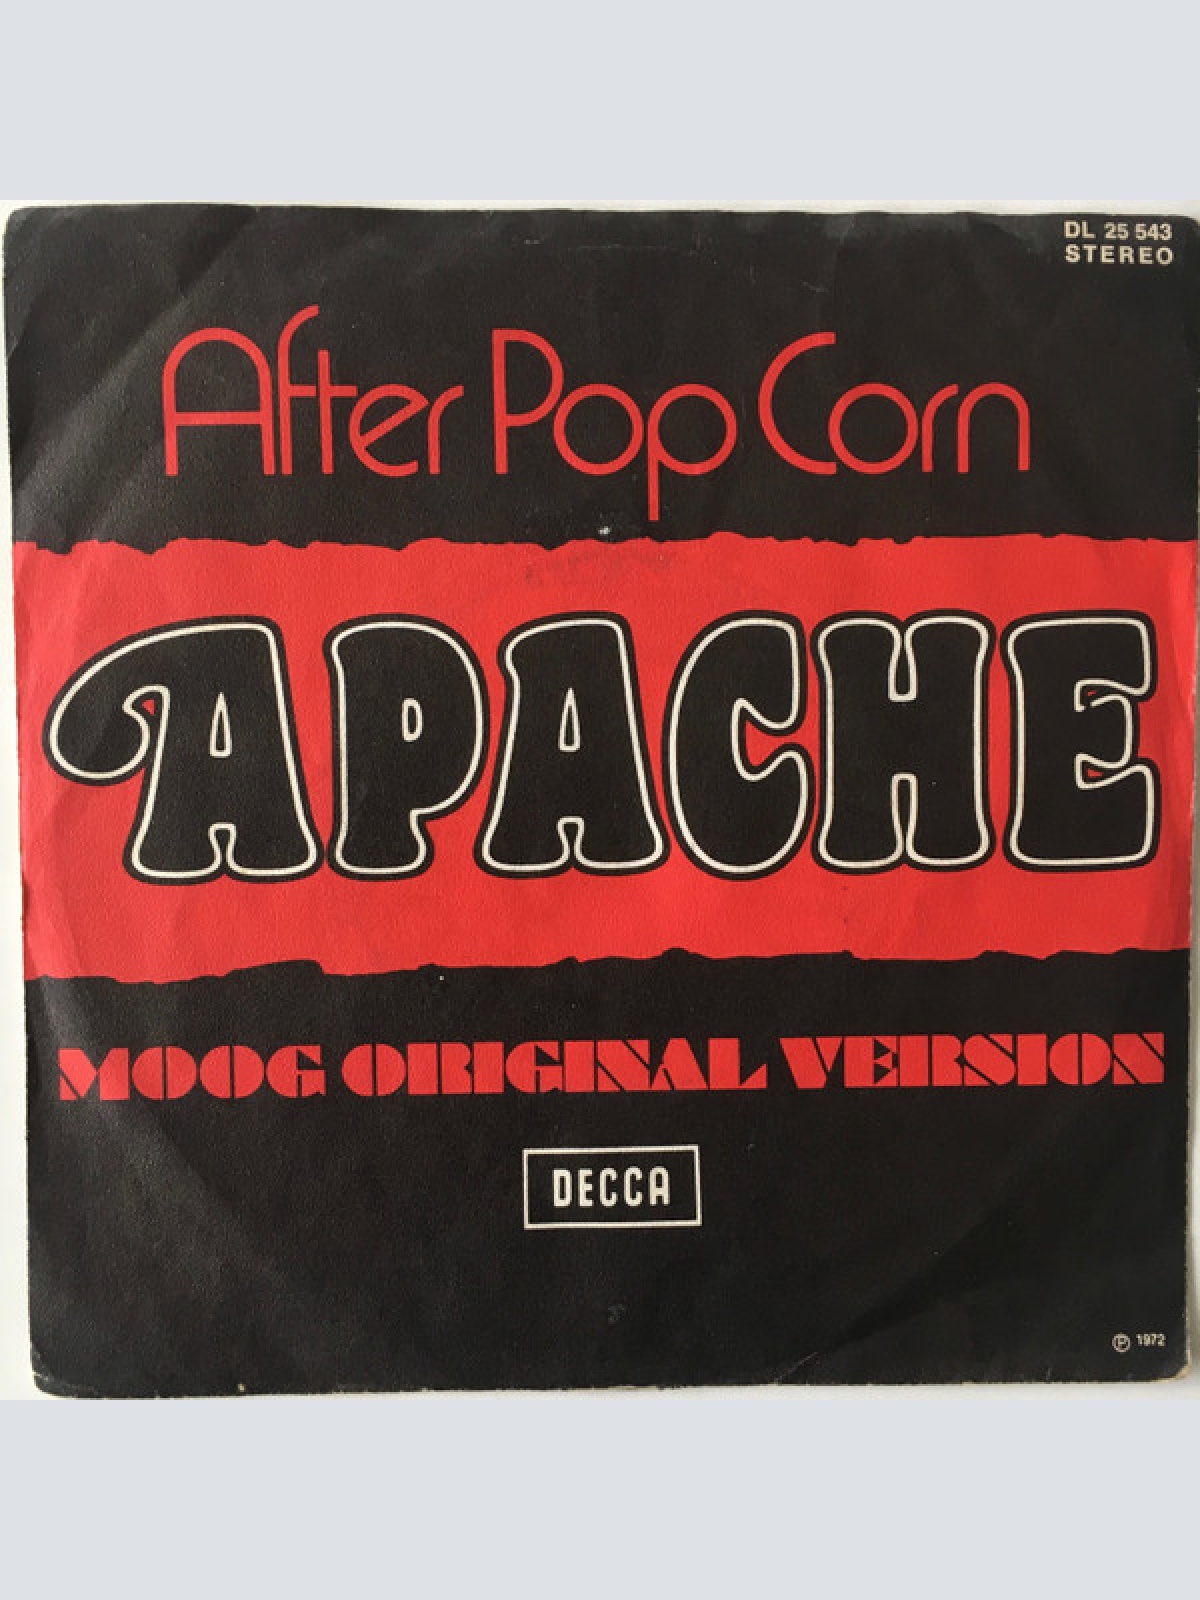 DL 25 543
STEREO
After Pop Corn
APACHE
MOOG ORIGINAL VERSION
DECCA
℗ 1972